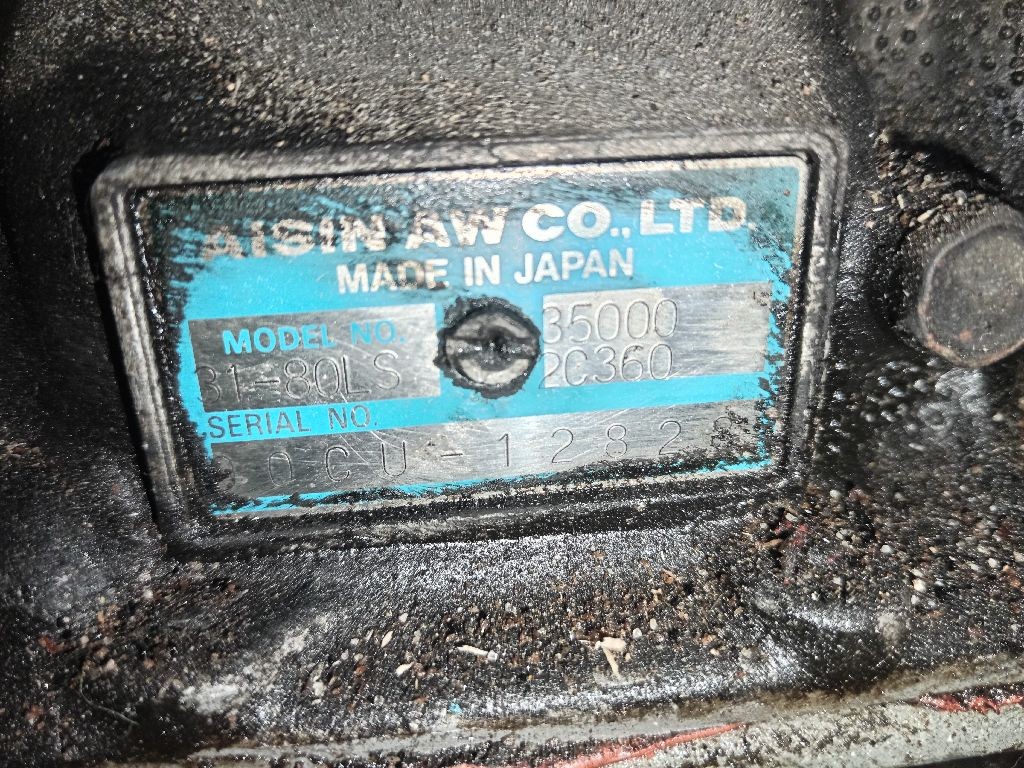 AISIN AW CO., LTD.
MADE IN JAPAN
MODEL NO.
31-80LS
35000
2C360
SERIAL NO.